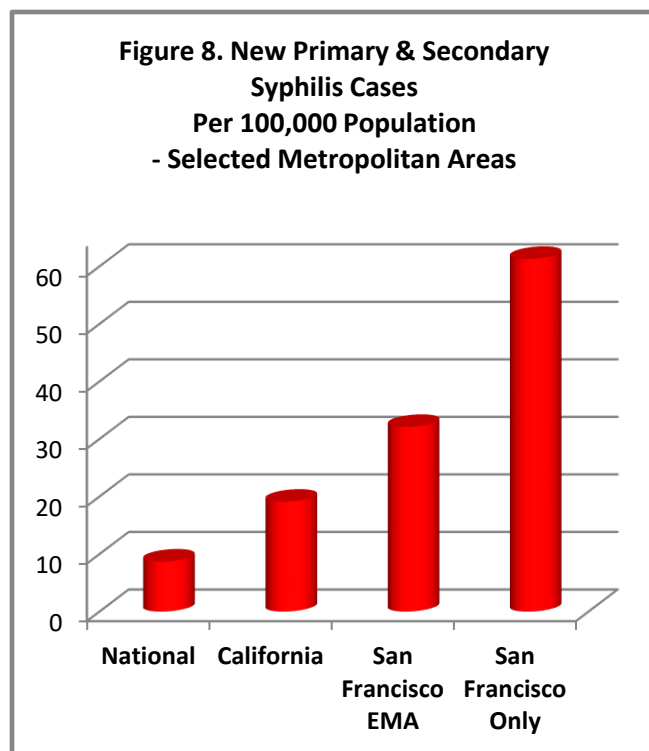 Figure 8. New Primary & Secondary
Syphilis Cases
Per 100,000 Population
- Selected Metropolitan Areas
60
50
40
30
20
10
0
National
California
San
Francisco
EMA
San
Francisco
Only